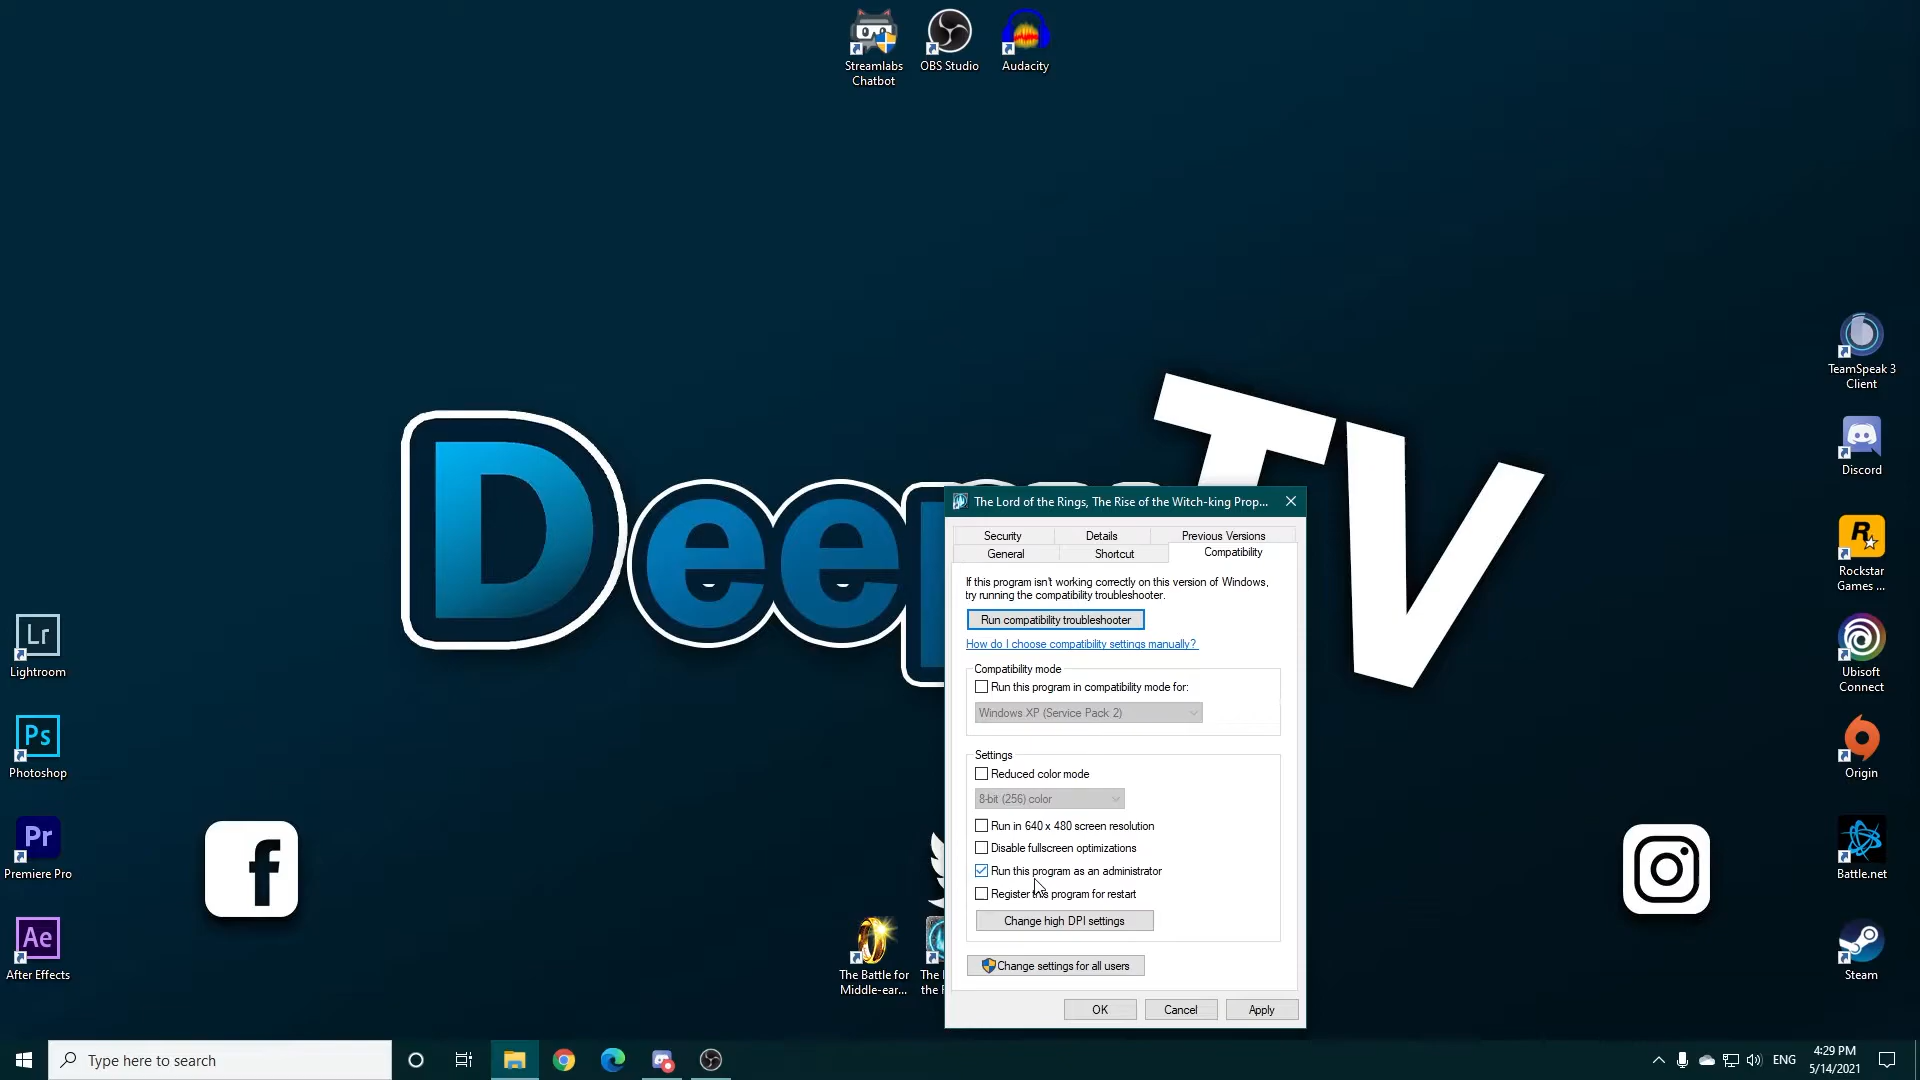 Streamlabs
Chatbot
OBS Studio
Audacity
TeamSpeak 3
Client
Discord
Rockstar
Games ...
Ubisoft
Connect
Origin
Battle.net
Steam
Lightroom
Photoshop
Premiere Pro
After Effects
Lr
Ps
Pr
Ae
Dee
TV
The Battle for
Middle-ear...
The Lord of the Rings, The Rise of the Witch-king Prop...
Security
Details
Previous Versions
General
Shortcut
Compatibility
If this program isn't working correctly on this version of Windows,
try running the compatibility troubleshooter.
Run compatibility troubleshooter
How do I choose compatibility settings manually?
Compatibility mode
Run this program in compatibility mode for:
Windows XP (Service Pack 2)
Settings
Reduced color mode
8-bit (256) color
Run in 640 x 480 screen resolution
Disable fullscreen optimizations
Run this program as an administrator
Register this program for restart
Change high DPI settings
Change settings for all users
OK
Cancel
Apply
Type here to search
ENG
4:29 PM
5/14/2021